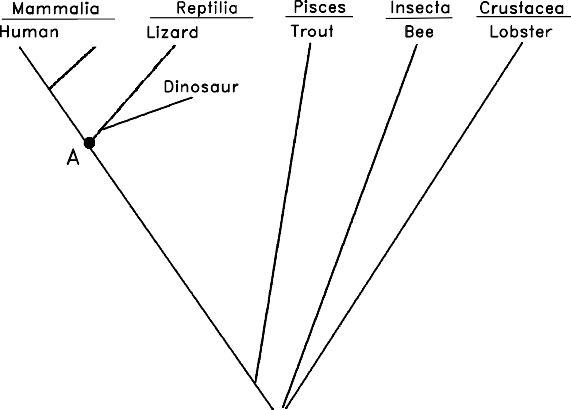 Mammalia Reptilia Pisces Insecta Crustacea
Human Lizard Trout Bee Lobster
Dinosaur
A